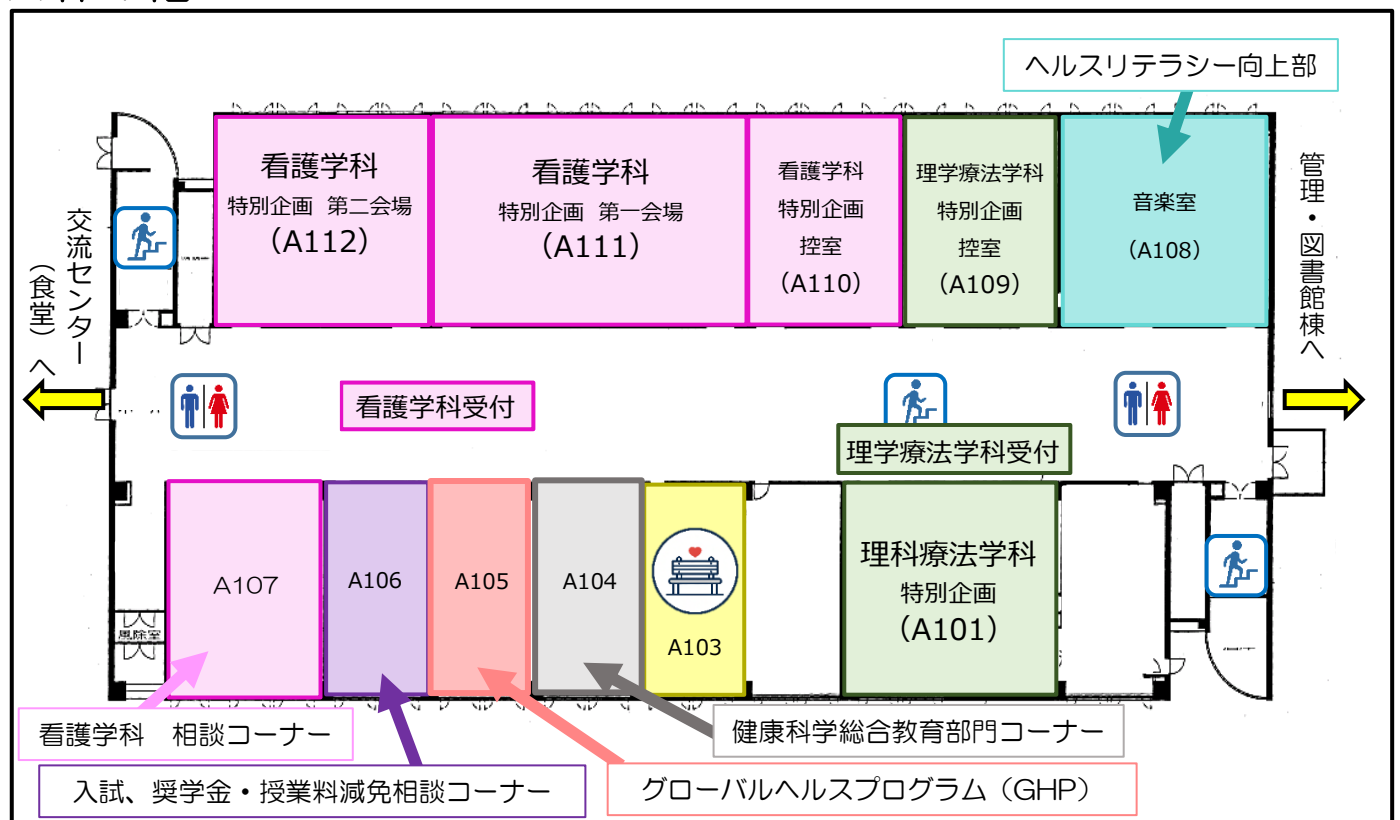 ヘルスリテラシー向上部
看護学科
特別企画 第二会場
（A112）
看護学科
特別企画 第一会場
（A111）
看護学科
特別企画
控室
（A110）
理学療法学科
特別企画
控室
（A109）
音楽室
（A108）
交流センター
（食堂）へ
管理・図書館棟へ
看護学科受付
理学療法学科受付
A107
A106
A105
A104
A103
理科療法学科
特別企画
（A101）
風除室
看護学科　相談コーナー
健康科学総合教育部門コーナー
入試、奨学金・授業料減免相談コーナー
グローバルヘルスプログラム（GHP）